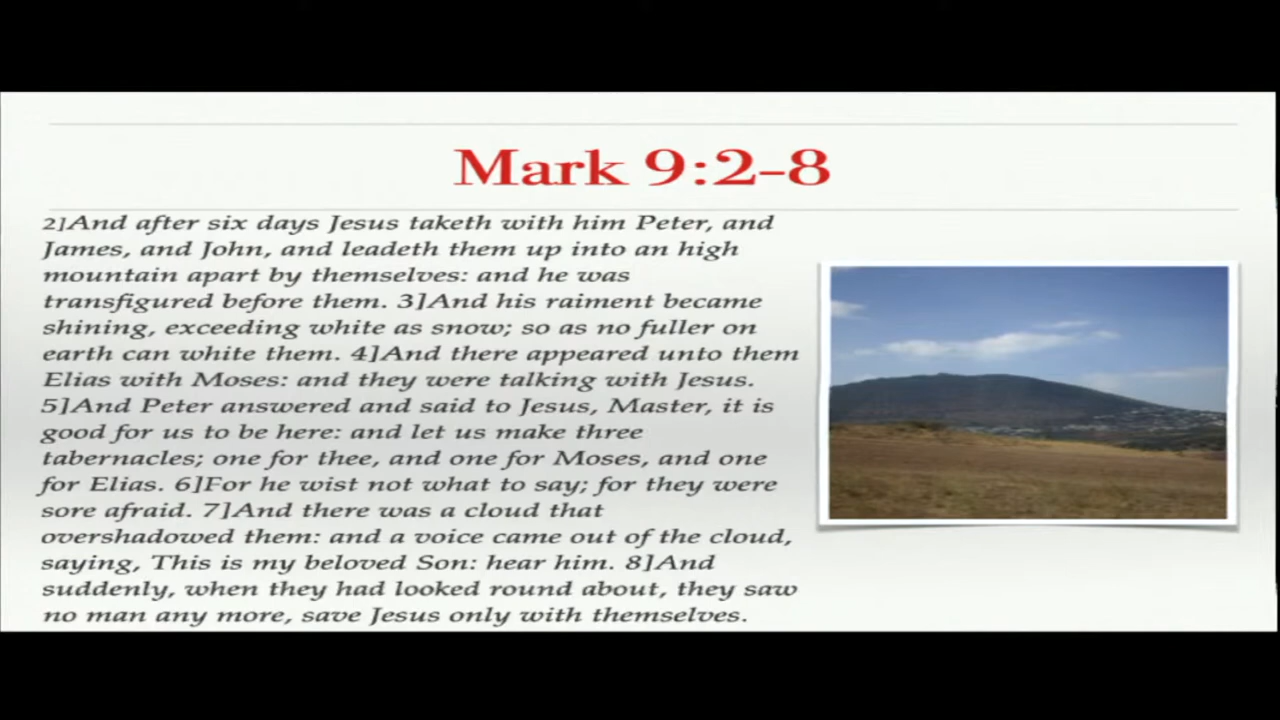 Mark 9:2-8
2]And after six days Jesus taketh with him Peter, and
James, and John, and leadeth them up into an high
mountain apart by themselves: and he was
transfigured before them. 3]And his raiment became
shining, exceeding white as snow; so as no fuller on
earth can white them. 4]And there appeared unto them
Elias with Moses: and they were talking with Jesus.
5]And Peter answered and said to Jesus, Master, it is
good for us to be here: and let us make three
tabernacles; one for thee, and one for Moses, and one
for Elias. 6]For he wist not what to say; for they were
sore afraid. 7]And there was a cloud that
overshadowed them: and a voice came out of the cloud,
saying, This is my beloved Son: hear him. 8]And
suddenly, when they had looked round about, they saw
no man any more, save Jesus only with themselves.